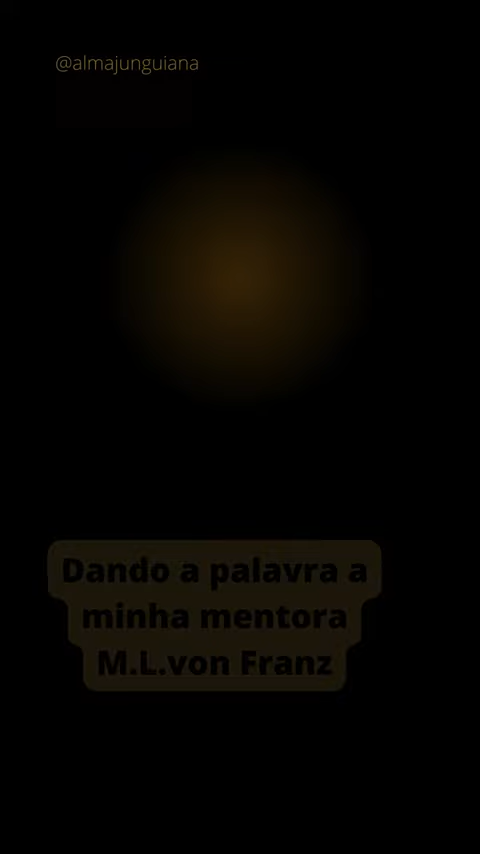 @almajunguiana
Dando a palavra a
minha mentora
M.L.von Franz